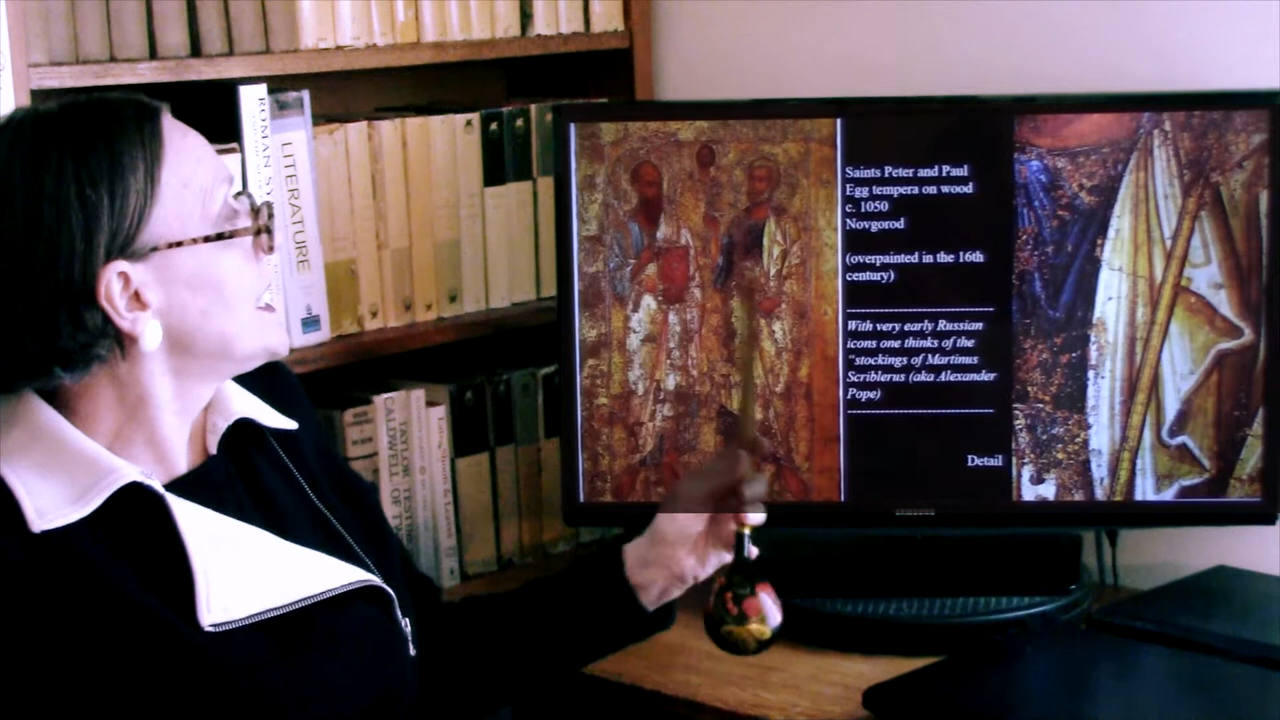 ROMAN
LITERATURE
CALDWELL
Saints Peter and Paul
Egg tempera on wood
c. 1050
Novgorod
(overpainted in the 16th
century)
With very early Russian
icons one thinks of the
“stockings of Martinus
Scriblerus (aka Alexander
Pope)
Detail
SAMSUNG